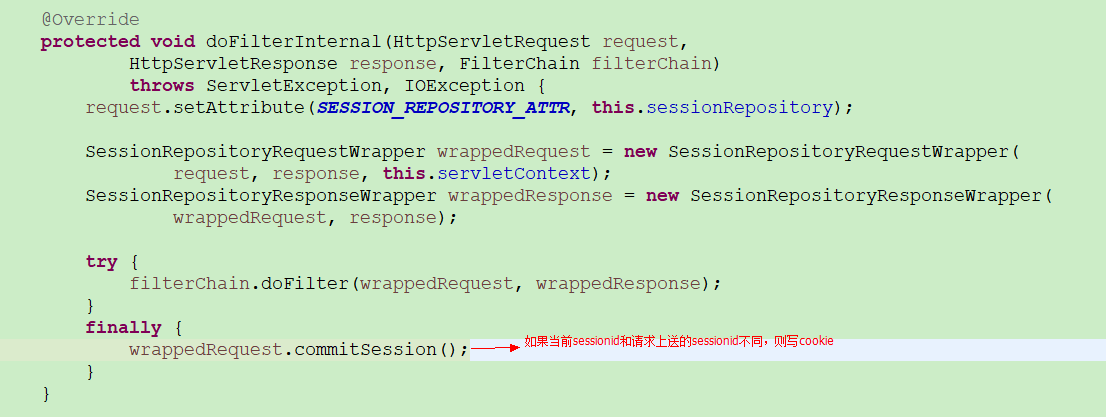 @Override
protected void doFilterInternal(HttpServletRequest request,
HttpServletResponse response, FilterChain filterChain)
throws ServletException, IOException {
request.setAttribute(SESSION_REPOSITORY_ATTR, this.sessionRepository);
SessionRepositoryRequestWrapper wrappedRequest = new SessionRepositoryRequestWrapper(
request, response, this.servletContext);
SessionRepositoryResponseWrapper wrappedResponse = new SessionRepositoryResponseWrapper(
wrappedRequest, response);
try {
filterChain.doFilter(wrappedRequest, wrappedResponse);
}
finally {
wrappedRequest.commitSession(); 如果当前sessionid和请求上送的sessionid不同，则写cookie
}
}